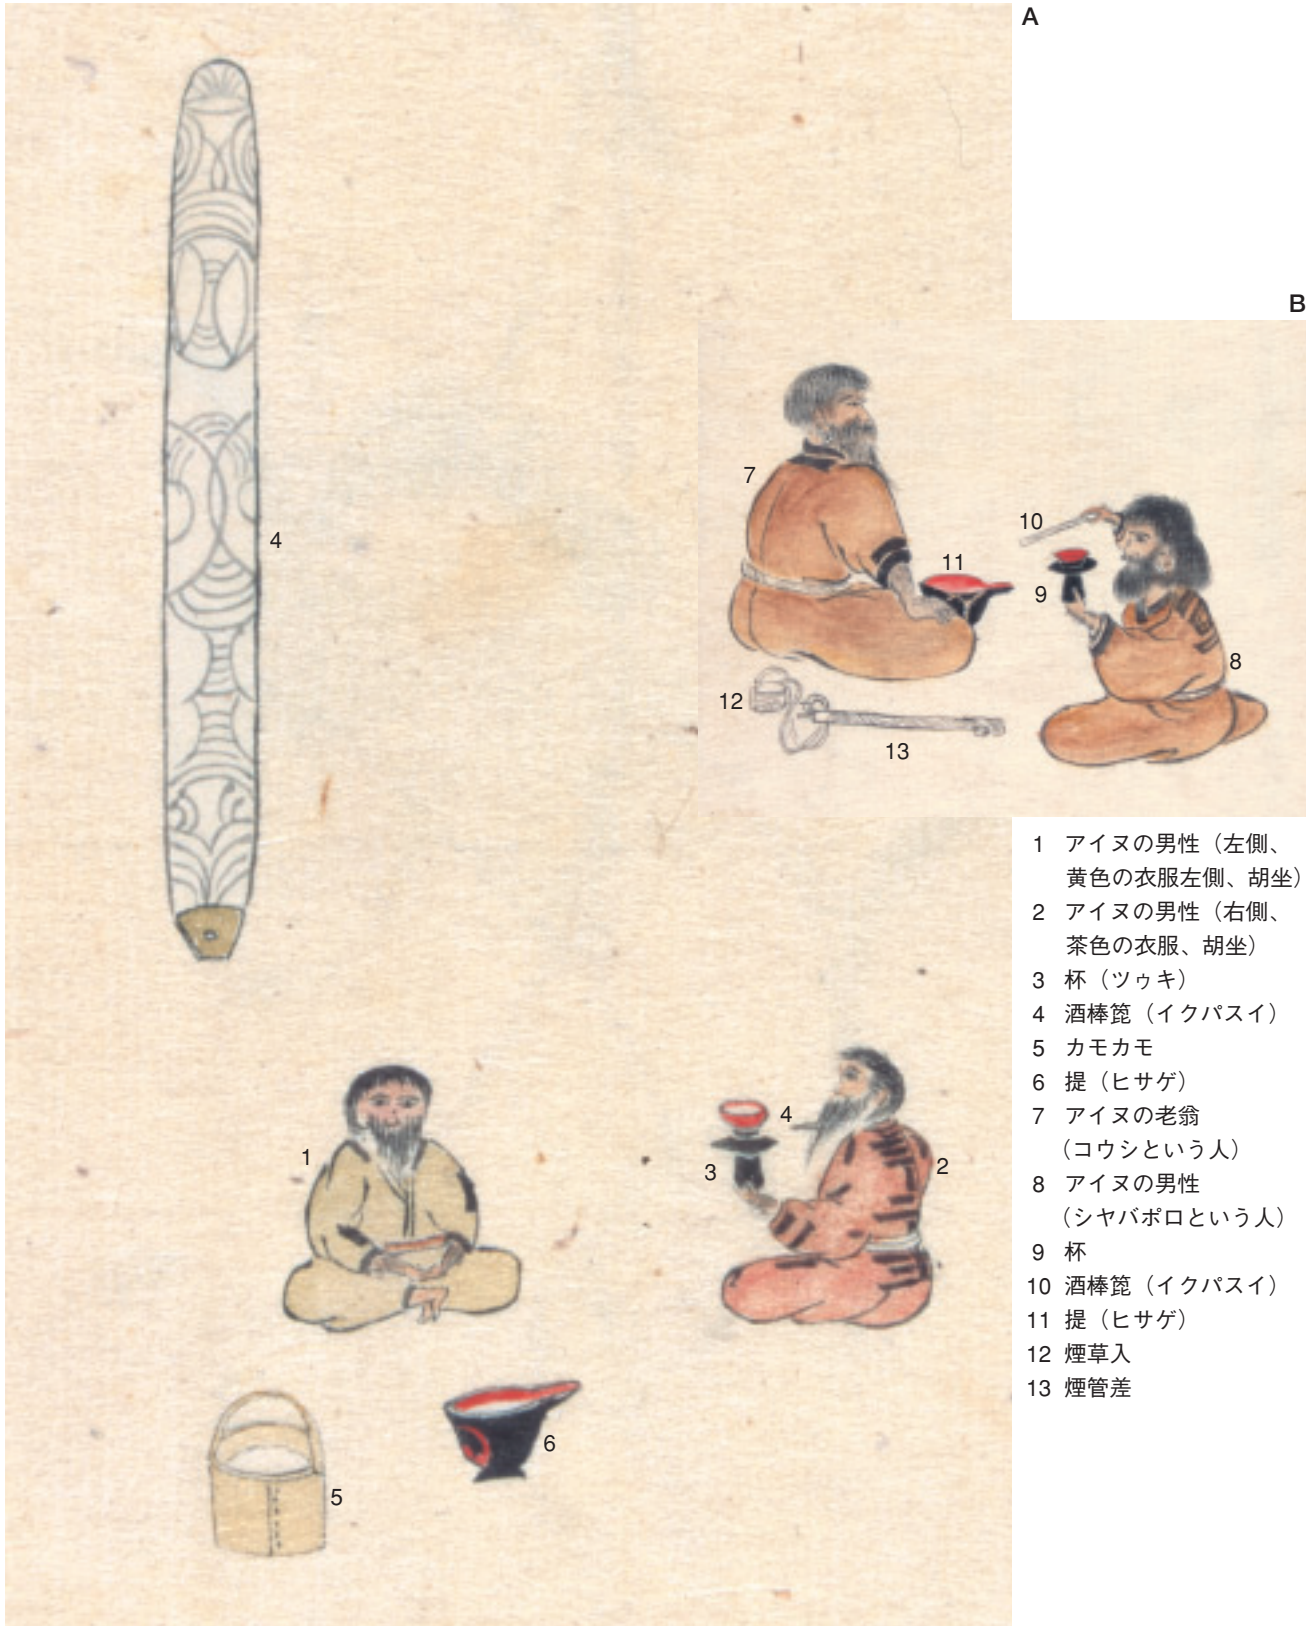 A
B
4
7
10
11
9
8
12
13
1
4
2
3
6
5
1 アイヌの男性（左側、
黄色の衣服左側、胡坐）
2 アイヌの男性（右側、
茶色の衣服、胡坐）
3 杯（ツゥキ）
4 酒棒箆（イクパスイ）
5 カモカモ
6 提（ヒサゲ）
7 アイヌの老翁
（コウシという人）
8 アイヌの男性
（シヤバポロという人）
9 杯
10 酒棒箆（イクパスイ）
11 提（ヒサゲ）
12 煙草入
13 煙管差